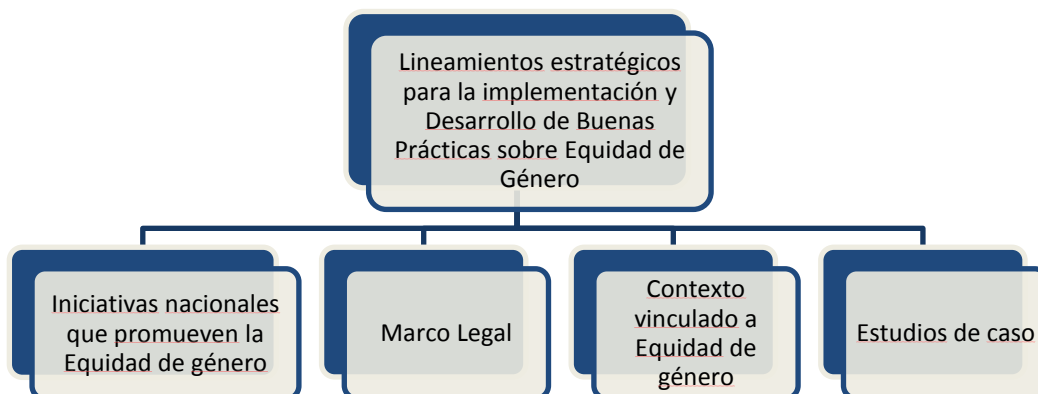 Lineamientos estratégicos
para la implementación y
Desarrollo de Buenas
Prácticas sobre Equidad de
Género
Iniciativas nacionales
que promueven la
Equidad de género
Marco Legal
Contexto
vinculado a
Equidad de
género
Estudios de caso